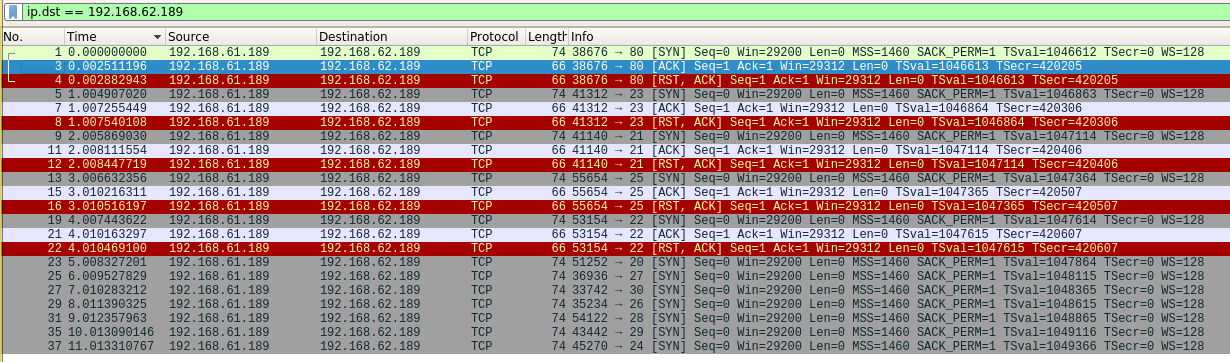 ip.dst == 192.168.62.189
No. Time Source Destination Protocol Length Info
1 0.000000000 192.168.61.189 192.168.62.189 TCP 74 38676 → 80 [SYN] Seq=0 Win=29200 Len=0 MSS=1460 SACK_PERM=1 TSval=1046612 TSecr=0 WS=128
3 0.002511196 192.168.61.189 192.168.62.189 TCP 66 38676 → 80 [ACK] Seq=1 Ack=1 Win=29312 Len=0 TSval=1046613 TSecr=420205
4 0.002882943 192.168.61.189 192.168.62.189 TCP 66 38676 → 80 [RST, ACK] Seq=1 Ack=1 Win=29312 Len=0 TSval=1046613 TSecr=420205
5 1.004907020 192.168.61.189 192.168.62.189 TCP 74 41312 → 23 [SYN] Seq=0 Win=29200 Len=0 MSS=1460 SACK_PERM=1 TSval=1046863 TSecr=0 WS=128
7 1.007255449 192.168.61.189 192.168.62.189 TCP 66 41312 → 23 [ACK] Seq=1 Ack=1 Win=29312 Len=0 TSval=1046864 TSecr=420306
8 1.007540108 192.168.61.189 192.168.62.189 TCP 66 41312 → 23 [RST, ACK] Seq=1 Ack=1 Win=29312 Len=0 TSval=1046864 TSecr=420306
9 2.005869030 192.168.61.189 192.168.62.189 TCP 74 41140 → 21 [SYN] Seq=0 Win=29200 Len=0 MSS=1460 SACK_PERM=1 TSval=1047114 TSecr=0 WS=128
11 2.008111554 192.168.61.189 192.168.62.189 TCP 66 41140 → 21 [ACK] Seq=1 Ack=1 Win=29312 Len=0 TSval=1047114 TSecr=420406
12 2.008447719 192.168.61.189 192.168.62.189 TCP 66 41140 → 21 [RST, ACK] Seq=1 Ack=1 Win=29312 Len=0 TSval=1047114 TSecr=420406
13 3.006632356 192.168.61.189 192.168.62.189 TCP 74 55654 → 25 [SYN] Seq=0 Win=29200 Len=0 MSS=1460 SACK_PERM=1 TSval=1047364 TSecr=0 WS=128
15 3.010216311 192.168.61.189 192.168.62.189 TCP 66 55654 → 25 [ACK] Seq=1 Ack=1 Win=29312 Len=0 TSval=1047365 TSecr=420507
16 3.010516197 192.168.61.189 192.168.62.189 TCP 66 55654 → 25 [RST, ACK] Seq=1 Ack=1 Win=29312 Len=0 TSval=1047365 TSecr=420507
19 4.007443622 192.168.61.189 192.168.62.189 TCP 74 53154 → 22 [SYN] Seq=0 Win=29200 Len=0 MSS=1460 SACK_PERM=1 TSval=1047614 TSecr=0 WS=128
21 4.010163297 192.168.61.189 192.168.62.189 TCP 66 53154 → 22 [ACK] Seq=1 Ack=1 Win=29312 Len=0 TSval=1047615 TSecr=420607
22 4.010469100 192.168.61.189 192.168.62.189 TCP 66 53154 → 22 [RST, ACK] Seq=1 Ack=1 Win=29312 Len=0 TSval=1047615 TSecr=420607
23 5.008327201 192.168.61.189 192.168.62.189 TCP 74 51252 → 20 [SYN] Seq=0 Win=29200 Len=0 MSS=1460 SACK_PERM=1 TSval=1047864 TSecr=0 WS=128
25 6.009527829 192.168.61.189 192.168.62.189 TCP 74 36936 → 27 [SYN] Seq=0 Win=29200 Len=0 MSS=1460 SACK_PERM=1 TSval=1048115 TSecr=0 WS=128
27 7.010283212 192.168.61.189 192.168.62.189 TCP 74 33742 → 30 [SYN] Seq=0 Win=29200 Len=0 MSS=1460 SACK_PERM=1 TSval=1048365 TSecr=0 WS=128
29 8.011390325 192.168.61.189 192.168.62.189 TCP 74 35234 → 26 [SYN] Seq=0 Win=29200 Len=0 MSS=1460 SACK_PERM=1 TSval=1048615 TSecr=0 WS=128
31 9.012357963 192.168.61.189 192.168.62.189 TCP 74 54122 → 28 [SYN] Seq=0 Win=29200 Len=0 MSS=1460 SACK_PERM=1 TSval=1048865 TSecr=0 WS=128
35 10.013090146 192.168.61.189 192.168.62.189 TCP 74 43442 → 29 [SYN] Seq=0 Win=29200 Len=0 MSS=1460 SACK_PERM=1 TSval=1049116 TSecr=0 WS=128
37 11.013310767 192.168.61.189 192.168.62.189 TCP 74 45270 → 24 [SYN] Seq=0 Win=29200 Len=0 MSS=1460 SACK_PERM=1 TSval=1049366 TSecr=0 WS=128